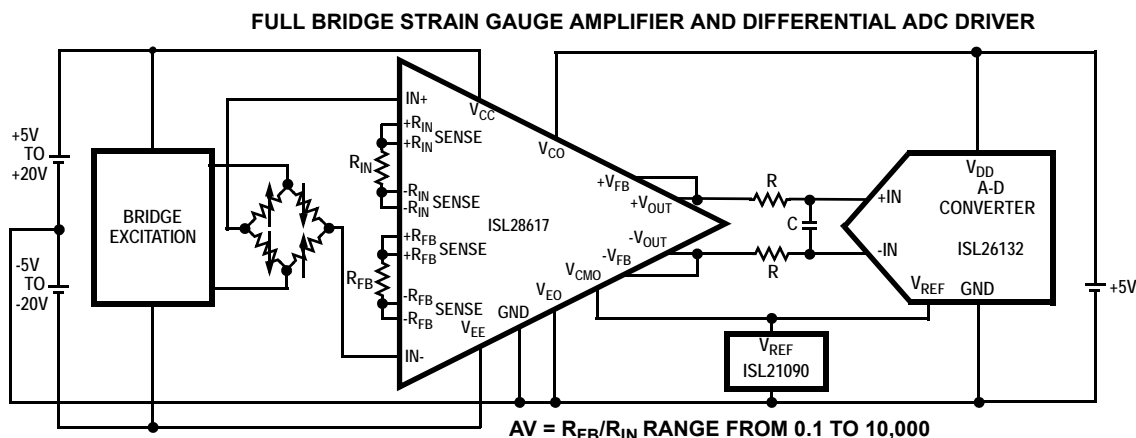 FULL BRIDGE STRAIN GAUGE AMPLIFIER AND DIFFERENTIAL ADC DRIVER
+5V
TO
+20V
-5V
TO
-20V
BRIDGE
EXCITATION
IN+
VCC
+RIN
+RIN SENSE
RIN
-RIN SENSE
-RIN
+RFB
+RFB SENSE
RFB
-RFB SENSE
-RFB
VEE
IN-
GND
VEO
VCMO
ISL28617
VCO
+VFB
+VOUT
-VOUT
-VFB
R
C
R
VDD
A-D
CONVERTER
+IN
-IN
ISL26132
VREF
GND
+5V
VREF
ISL21090
AV = RFB/RIN RANGE FROM 0.1 TO 10,000